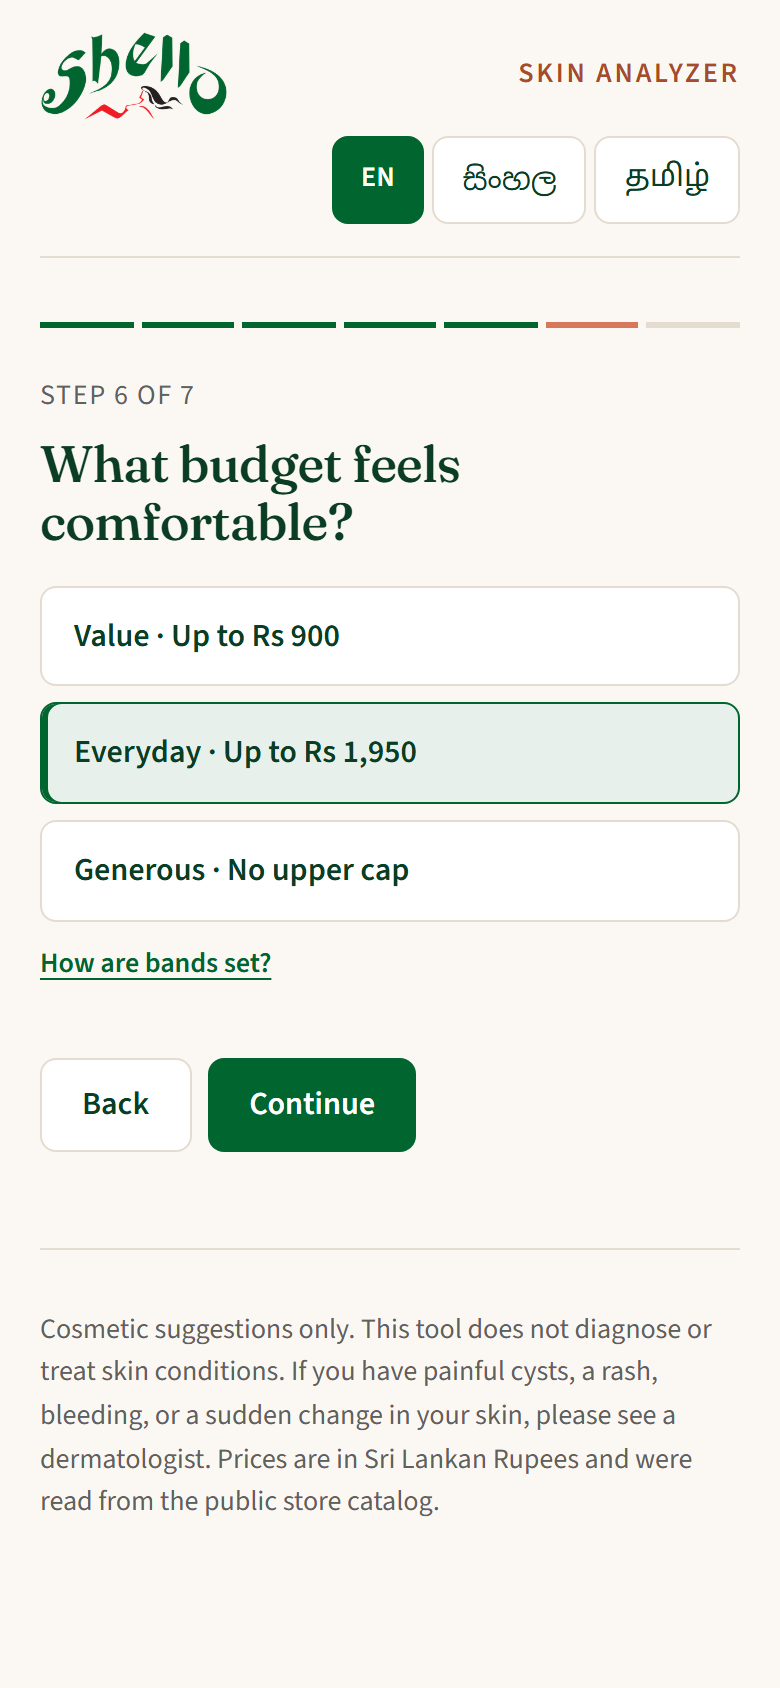 Shello
SKIN ANALYZER
EN
සිංහල
தமிழ்
STEP 6 OF 7
What budget feels
comfortable?
Value · Up to Rs 900
Everyday · Up to Rs 1,950
Generous · No upper cap
How are bands set?
Back
Continue
Cosmetic suggestions only. This tool does not diagnose or
treat skin conditions. If you have painful cysts, a rash,
bleeding, or a sudden change in your skin, please see a
dermatologist. Prices are in Sri Lankan Rupees and were
read from the public store catalog.